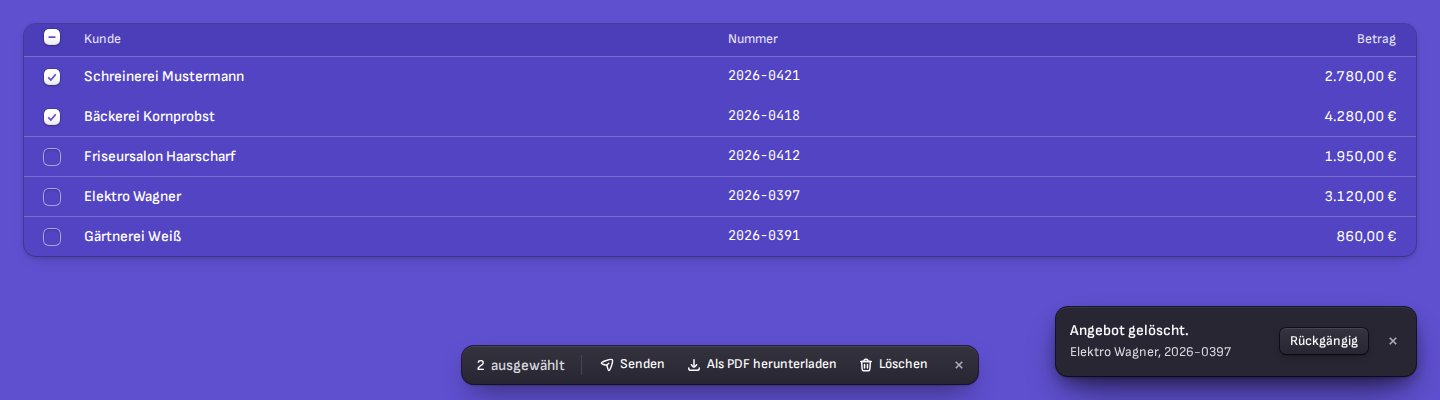 Kunde Nummer Betrag
Schreinerei Mustermann 2026-0421 2.780,00 €
Bäckerei Kornprobst 2026-0418 4.280,00 €
Friseursalon Haarscharf 2026-0412 1.950,00 €
Elektro Wagner 2026-0397 3.120,00 €
Gärtnerei Weiß 2026-0391 860,00 €
Angebot gelöscht.
Elektro Wagner, 2026-0397
Rückgängig
2 ausgewählt Senden Als PDF herunterladen Löschen